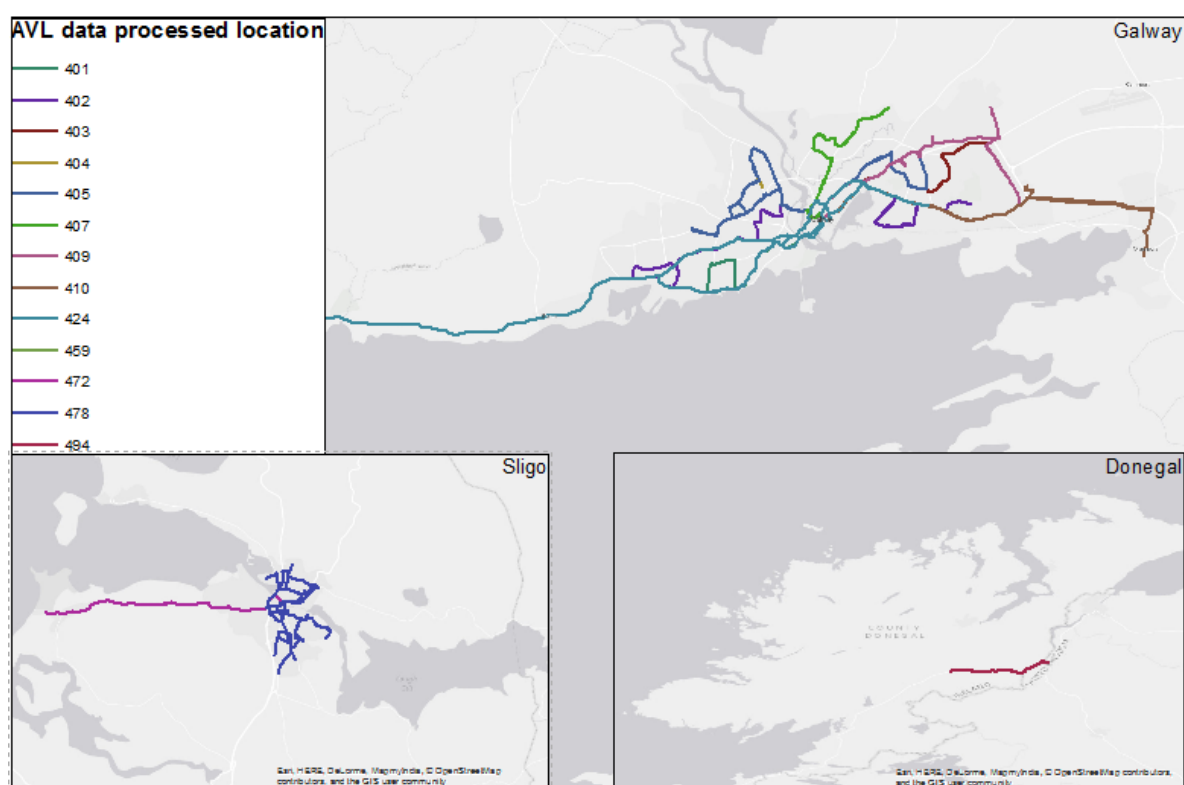 AVL data processed location
401
402
403
404
405
407
409
410
424
459
472
478
494
Galway
Sligo
Esri, HERE, DeLorme, MapmyIndia, © OpenStreetMap
contributors, and the GIS user community
Donegal
COUNTY
DONEGAL
IRELAND
Esri, HERE, DeLorme, MapmyIndia, © OpenStreetMap contributors,
and the GIS user community